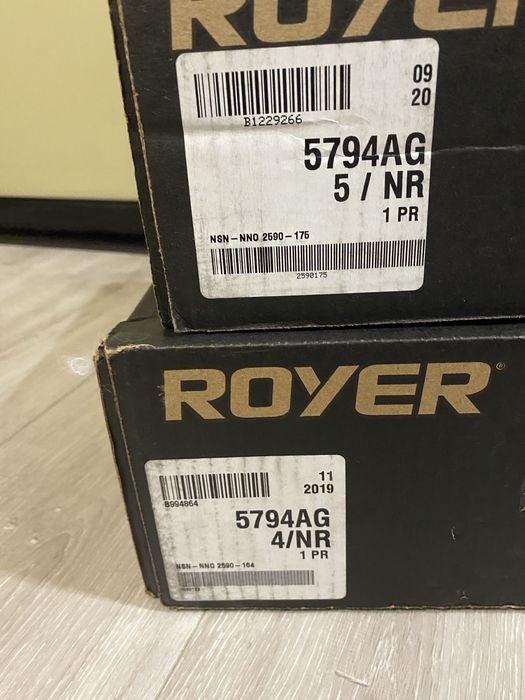 ROYER
09
20
B1229266
5794AG
5 / NR
1 PR
NSN-NNO 2590-175
2590175
ROYER®
11
2019
B994864
5794AG
4/NR
1 PR
NSN-NNO 2590-164